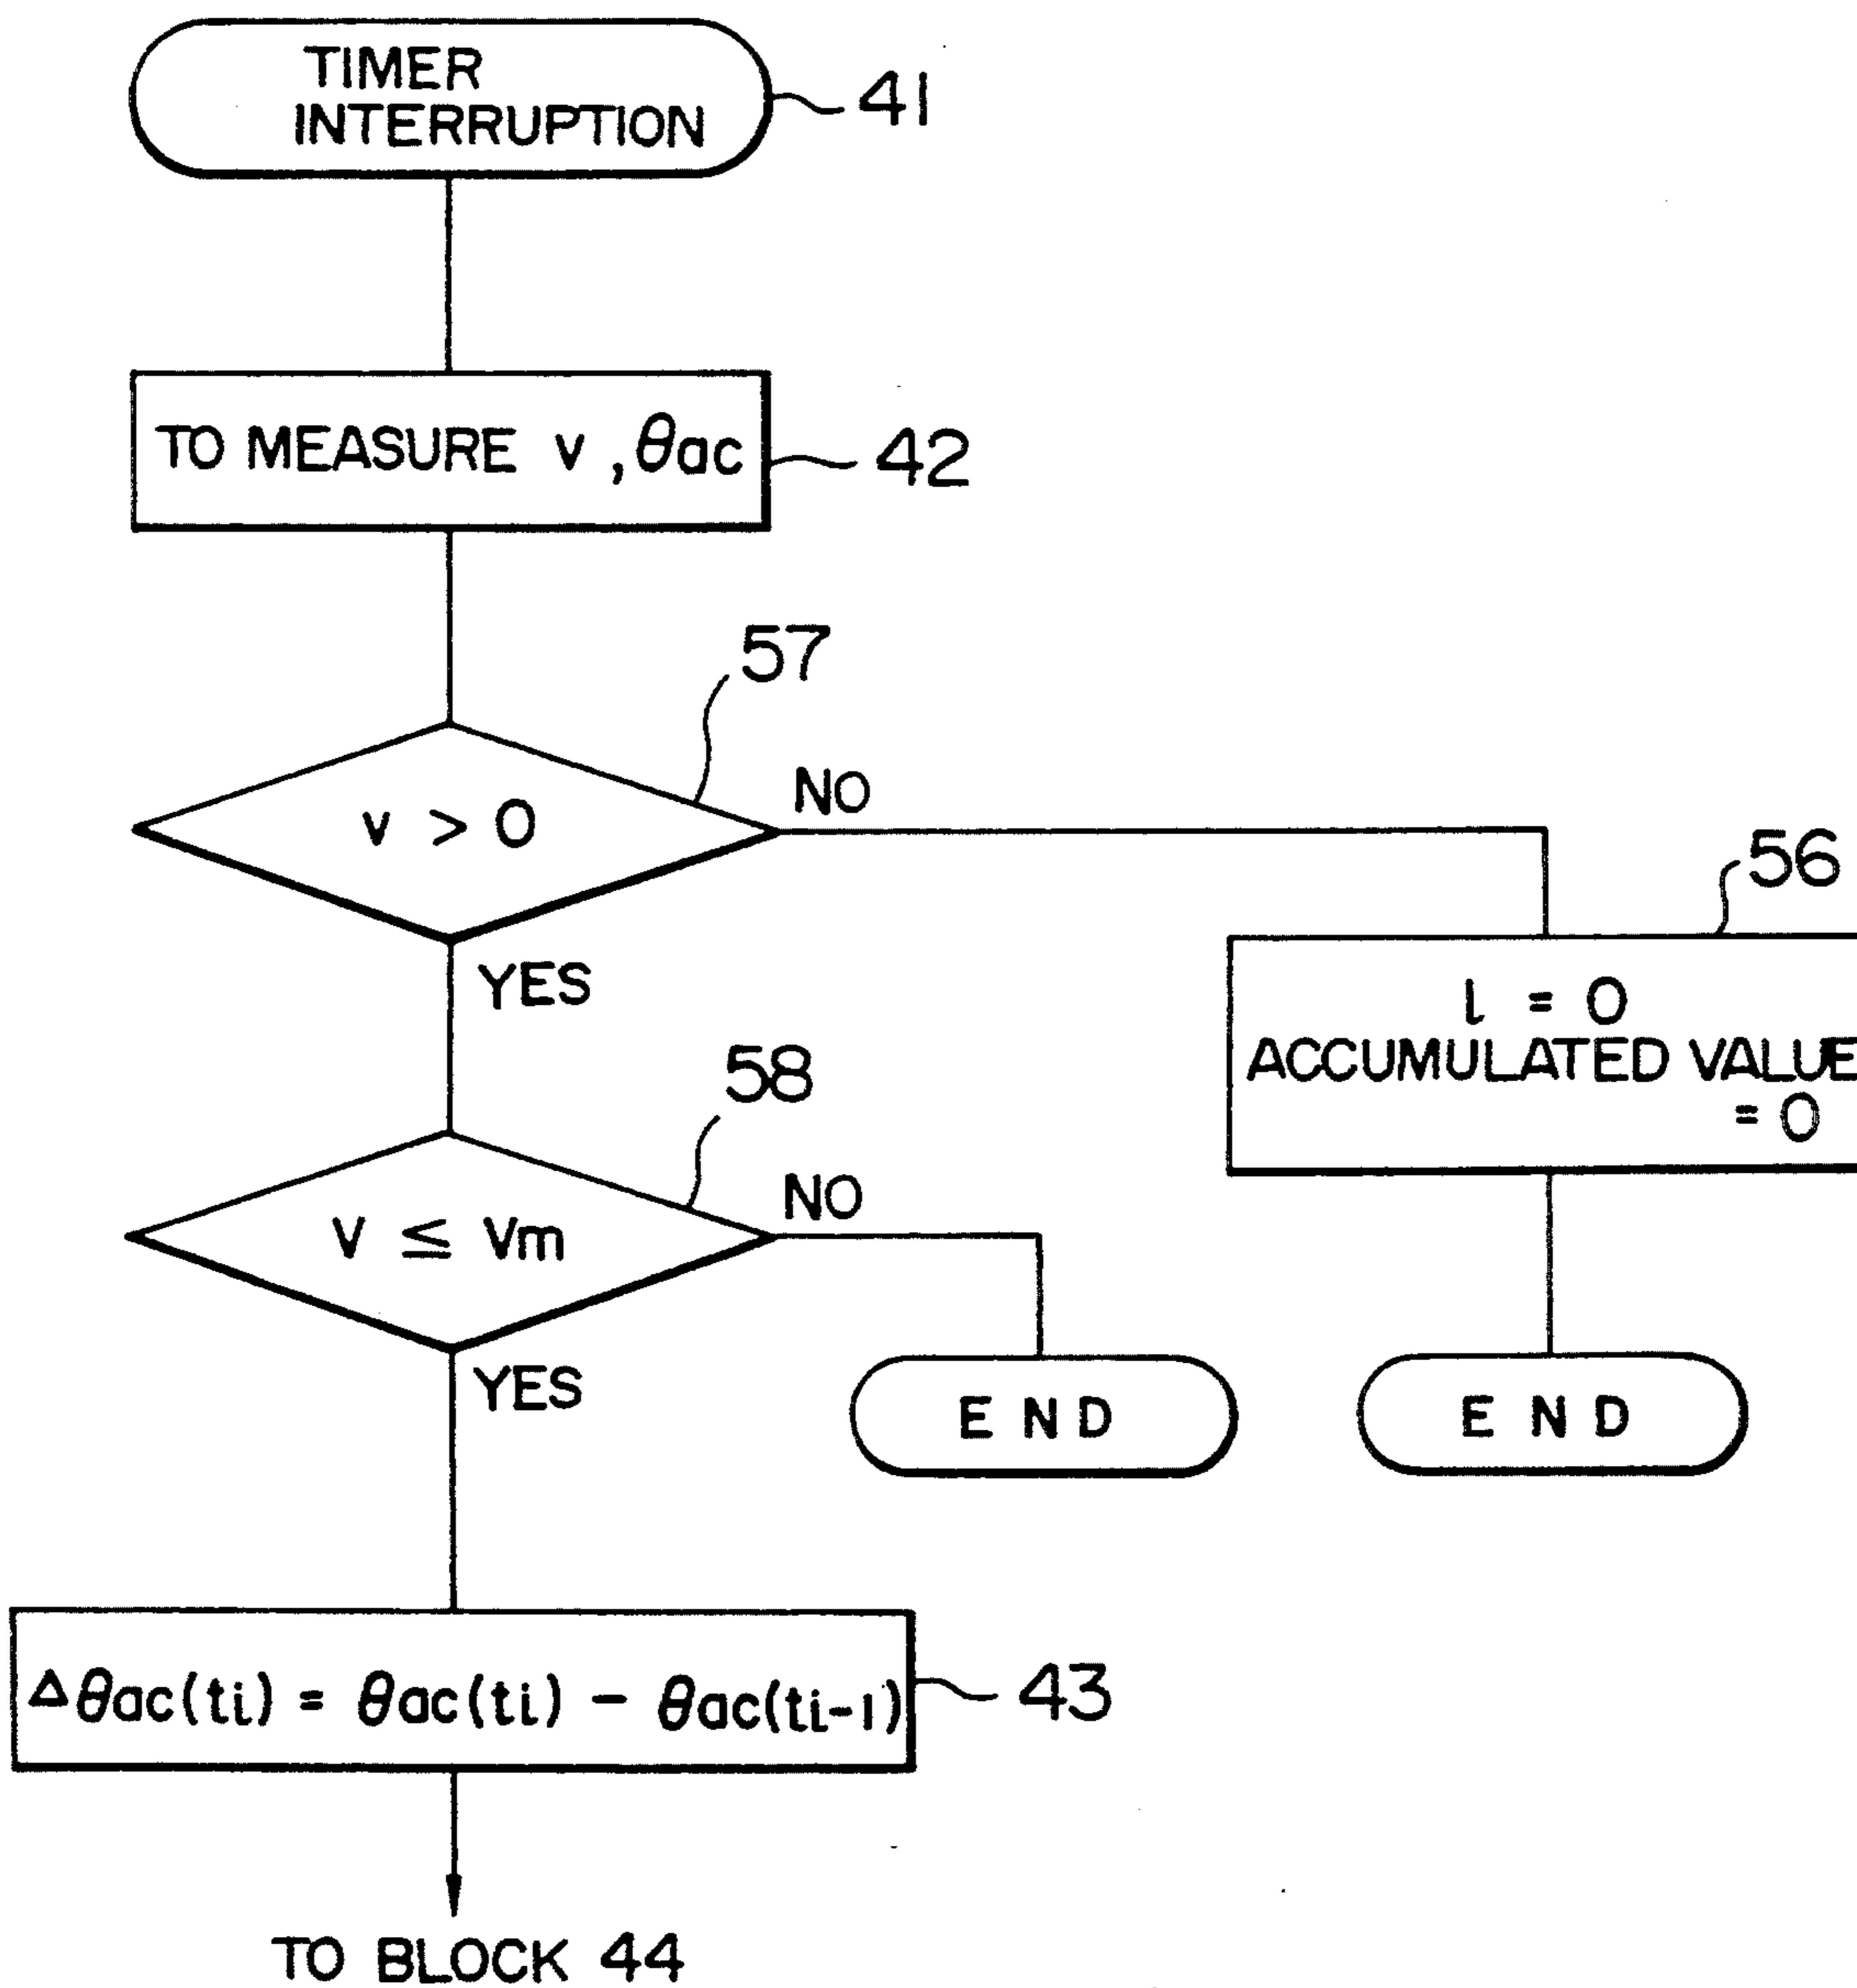 TIMER
INTERRUPTION
41
TO MEASURE v, θac
42
57
v > 0
NO
56
YES
l = 0
ACCUMULATED VALUE
= 0
58
v ≤ vm
NO
YES
END
END
Δθac(ti) = θac(ti) - θac(ti-1)
43
TO BLOCK 44